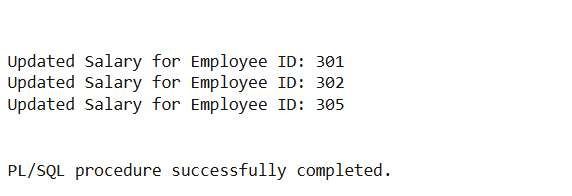 Updated Salary for Employee ID: 301
Updated Salary for Employee ID: 302
Updated Salary for Employee ID: 305
PL/SQL procedure successfully completed.